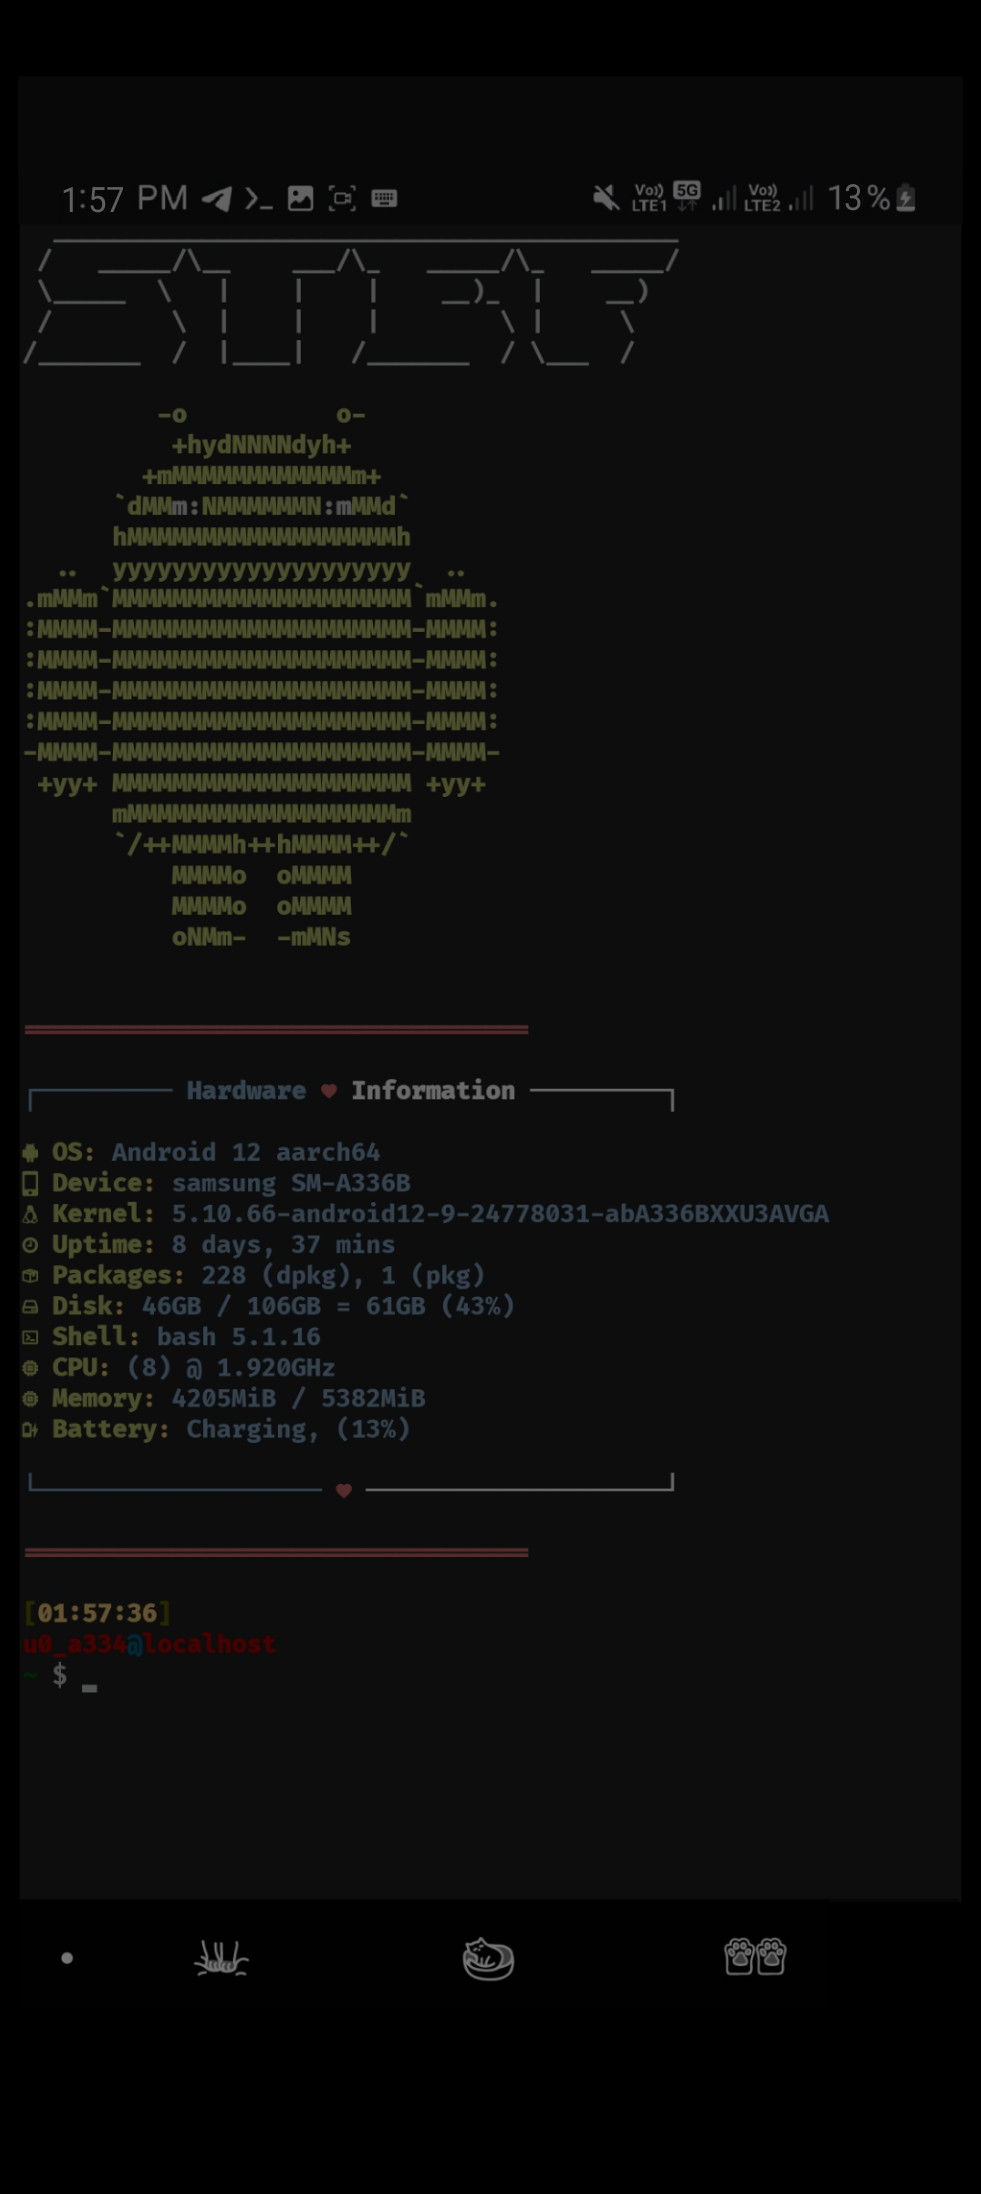 1:57 PM VoLTE1 5G VoLTE2 13%
-o o-
+hydNNNNdyh+
+mMMMMMMMMMMMMm+
`dMMm:NMMMMMMN:mMMd`
hMMMMMMMMMMMMMMMMMMh
.. yyyyyyyyyyyyyyyyyyyy ..
.mMMm`MMMMMMMMMMMMMMMMMMMM`mMMm.
:MMMM-MMMMMMMMMMMMMMMMMMMM-MMMM:
:MMMM-MMMMMMMMMMMMMMMMMMMM-MMMM:
:MMMM-MMMMMMMMMMMMMMMMMMMM-MMMM:
:MMMM-MMMMMMMMMMMMMMMMMMMM-MMMM:
-MMMM-MMMMMMMMMMMMMMMMMMMM-MMMM-
+yy+ MMMMMMMMMMMMMMMMMMMM +yy+
mMMMMMMMMMMMMMMMMMMm
`/++MMMMh++hMMMM++/`
MMMMo oMMMM
MMMMo oMMMM
oNMm- -mMNs
Hardware ♥ Information
OS: Android 12 aarch64
Device: samsung SM-A336B
Kernel: 5.10.66-android12-9-24778031-abA336BXXU3AVGA
Uptime: 8 days, 37 mins
Packages: 228 (dpkg), 1 (pkg)
Disk: 46GB / 106GB = 61GB (43%)
Shell: bash 5.1.16
CPU: (8) @ 1.920GHz
Memory: 4205MiB / 5382MiB
Battery: Charging, (13%)
[01:57:36]
u0_a334@localhost
~ $ _